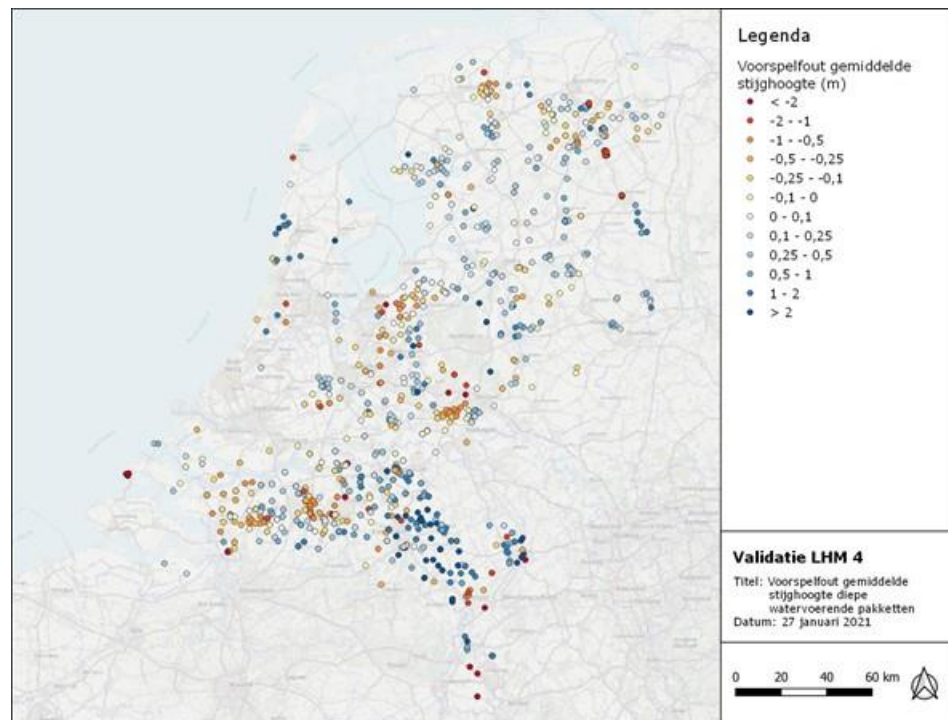 Legenda
Voorspelfout gemiddelde
stijghoogte (m)
< -2
-2 - -1
-1 - -0,5
-0,5 - -0,25
-0,25 - -0,1
-0,1 - 0
0 - 0,1
0,1 - 0,25
0,25 - 0,5
0,5 - 1
1 - 2
> 2
Validatie LHM 4
Titel: Voorspelfout gemiddelde
stijghoogte diepe
watervoerende pakketten
Datum: 27 januari 2021
0 20 40 60 km